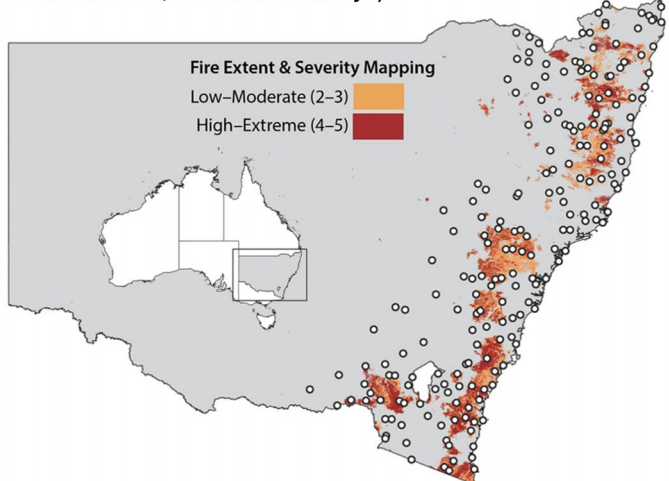 Fire Extent & Severity Mapping
Low–Moderate (2–3)
High–Extreme (4–5)